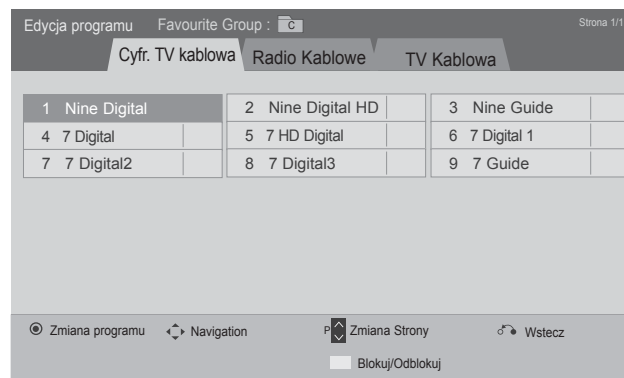 Edycja programu Favourite Group : C Strona 1/1
Cyfr. TV kablowa Radio Kablowe TV Kablowa
1 Nine Digital 2 Nine Digital HD 3 Nine Guide
4 7 Digital 5 7 HD Digital 6 7 Digital 1
7 7 Digital2 8 7 Digital3 9 7 Guide
Zmiana programu Navigation P Zmiana Strony Wstecz
Blokuj/Odblokuj